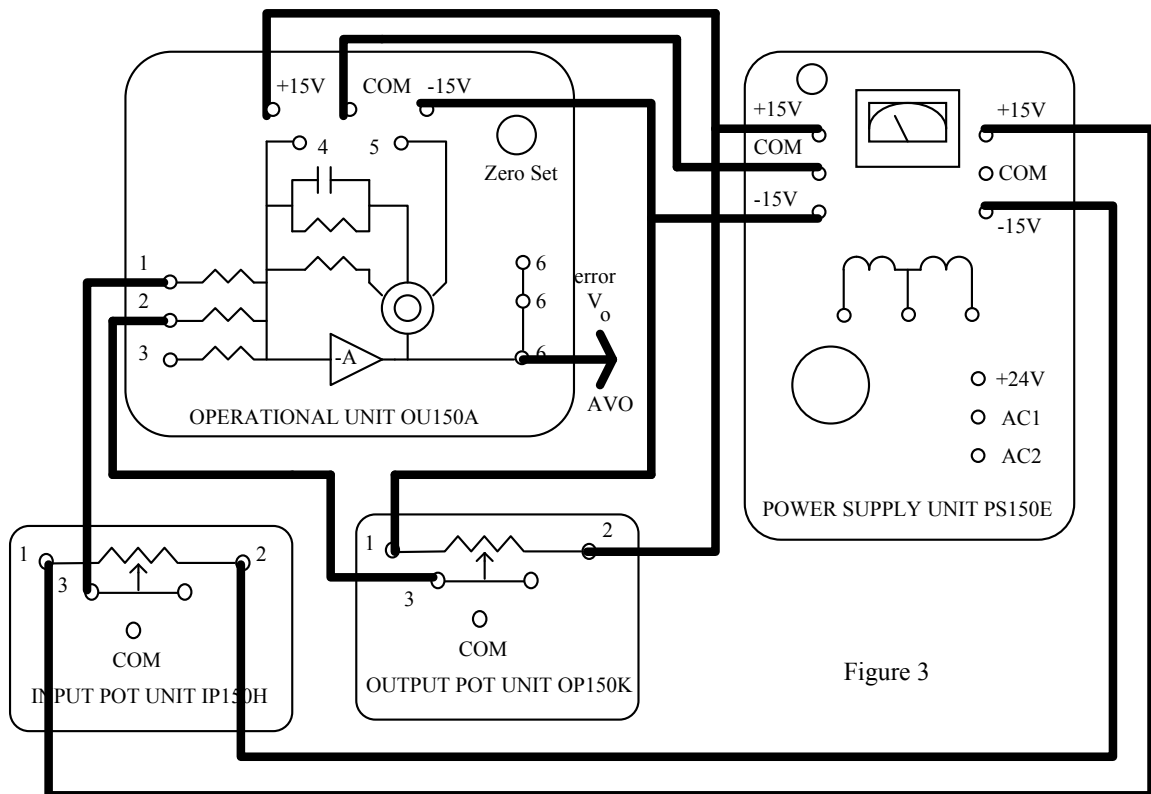 +15V
COM
-15V
4
5
Zero Set
1
2
3
-A
6
6
6
error
V
o
AVO
OPERATIONAL UNIT OU150A
+15V
COM
-15V
+15V
COM
-15V
+24V
AC1
AC2
POWER SUPPLY UNIT PS150E
1
2
3
COM
INPUT POT UNIT IP150H
1
2
3
COM
OUTPUT POT UNIT OP150K
Figure 3